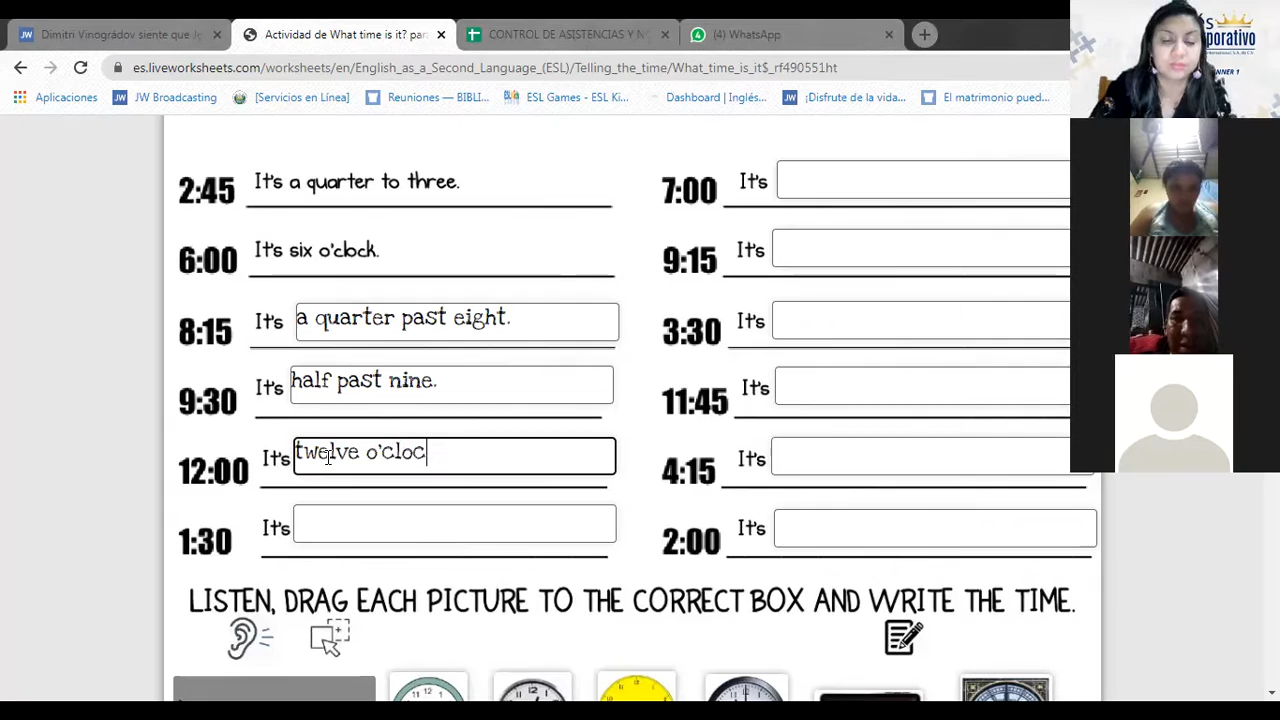 Dimitri Vinográdov siente que J
Actividad de What time is it? par
CONTROL DE ASISTENCIAS Y N
(4) WhatsApp
és
rporativo
NNER 1
es.liveworksheets.com/worksheets/en/English_as_a_Second_Language_(ESL)/Telling_the_time/What_time_is_it$_rf490551ht
Aplicaciones
JW Broadcasting
[Servicios en Línea]
Reuniones — BIBLI...
ESL Games - ESL Ki...
Dashboard | Inglés...
¡Disfrute de la vida...
El matrimonio pued...
2:45 It's a quarter to three.
6:00 It's six o'clock.
8:15 It's a quarter past eight.
9:30 It's half past nine.
12:00 It's twelve o'cloc
1:30 It's
7:00 It's
9:15 It's
3:30 It's
11:45 It's
4:15 It's
2:00 It's
LISTEN, DRAG EACH PICTURE TO THE CORRECT BOX AND WRITE THE TIME.